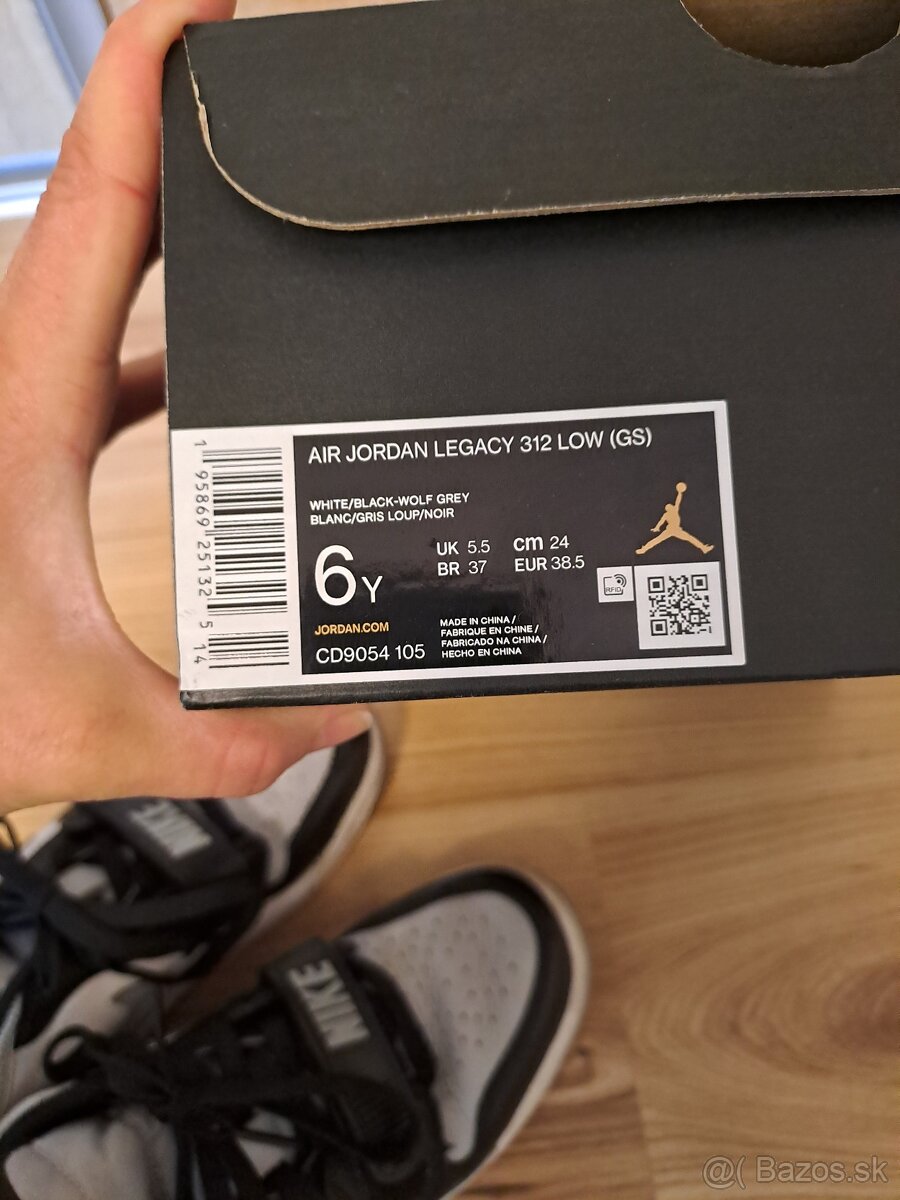 AIR JORDAN LEGACY 312 LOW (GS)
WHITE/BLACK-WOLF GREY
BLANC/GRIS LOUP/NOIR
6Y
UK 5.5 cm 24
BR 37 EUR 38.5
RFID
JORDAN.COM
CD9054 105
MADE IN CHINA /
FABRIQUE EN CHINE /
FABRICADO NA CHINA /
HECHO EN CHINA
1 95869 25132 5
14
NIKE
NIKE
@( Bazos.sk